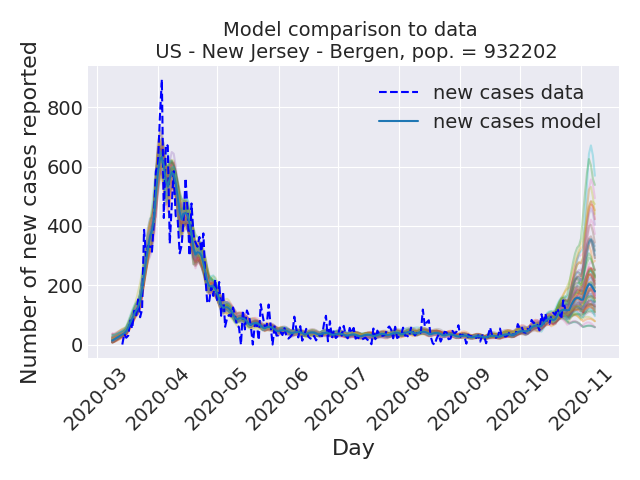 Model comparison to data
US - New Jersey - Bergen, pop. = 932202
Number of new cases reported
800
600
400
200
0
new cases data
new cases model
2020-03
2020-04
2020-05
2020-06
2020-07
2020-08
2020-09
2020-10
2020-11
Day